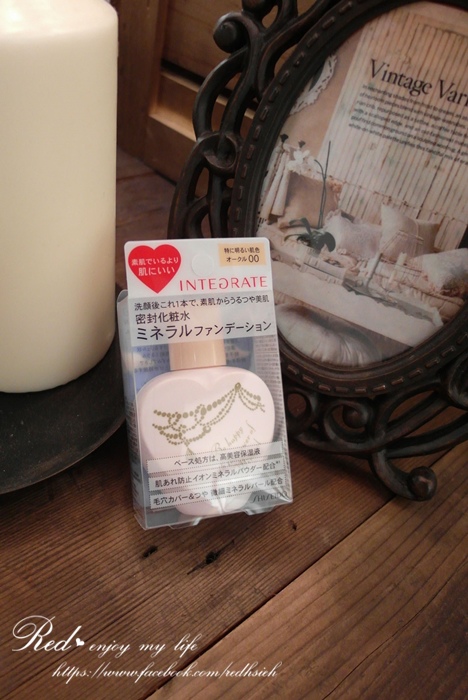 Vintage Vari
素肌でいるより
肌にいい
特に明るい肌色
オークル00
INTEGRATE
洗顔後これ1本で、素肌からうるつや美肌
密封化粧水
ミネラルファンデーション
ベース処方は、高美容保湿液
肌あれ防止イオンミネラルパウダー配合
毛穴カバー&つや 微細ミネラルパール配合
SHISEIDO
Red enjoy my life
https://www.facebook.com/redhsieh